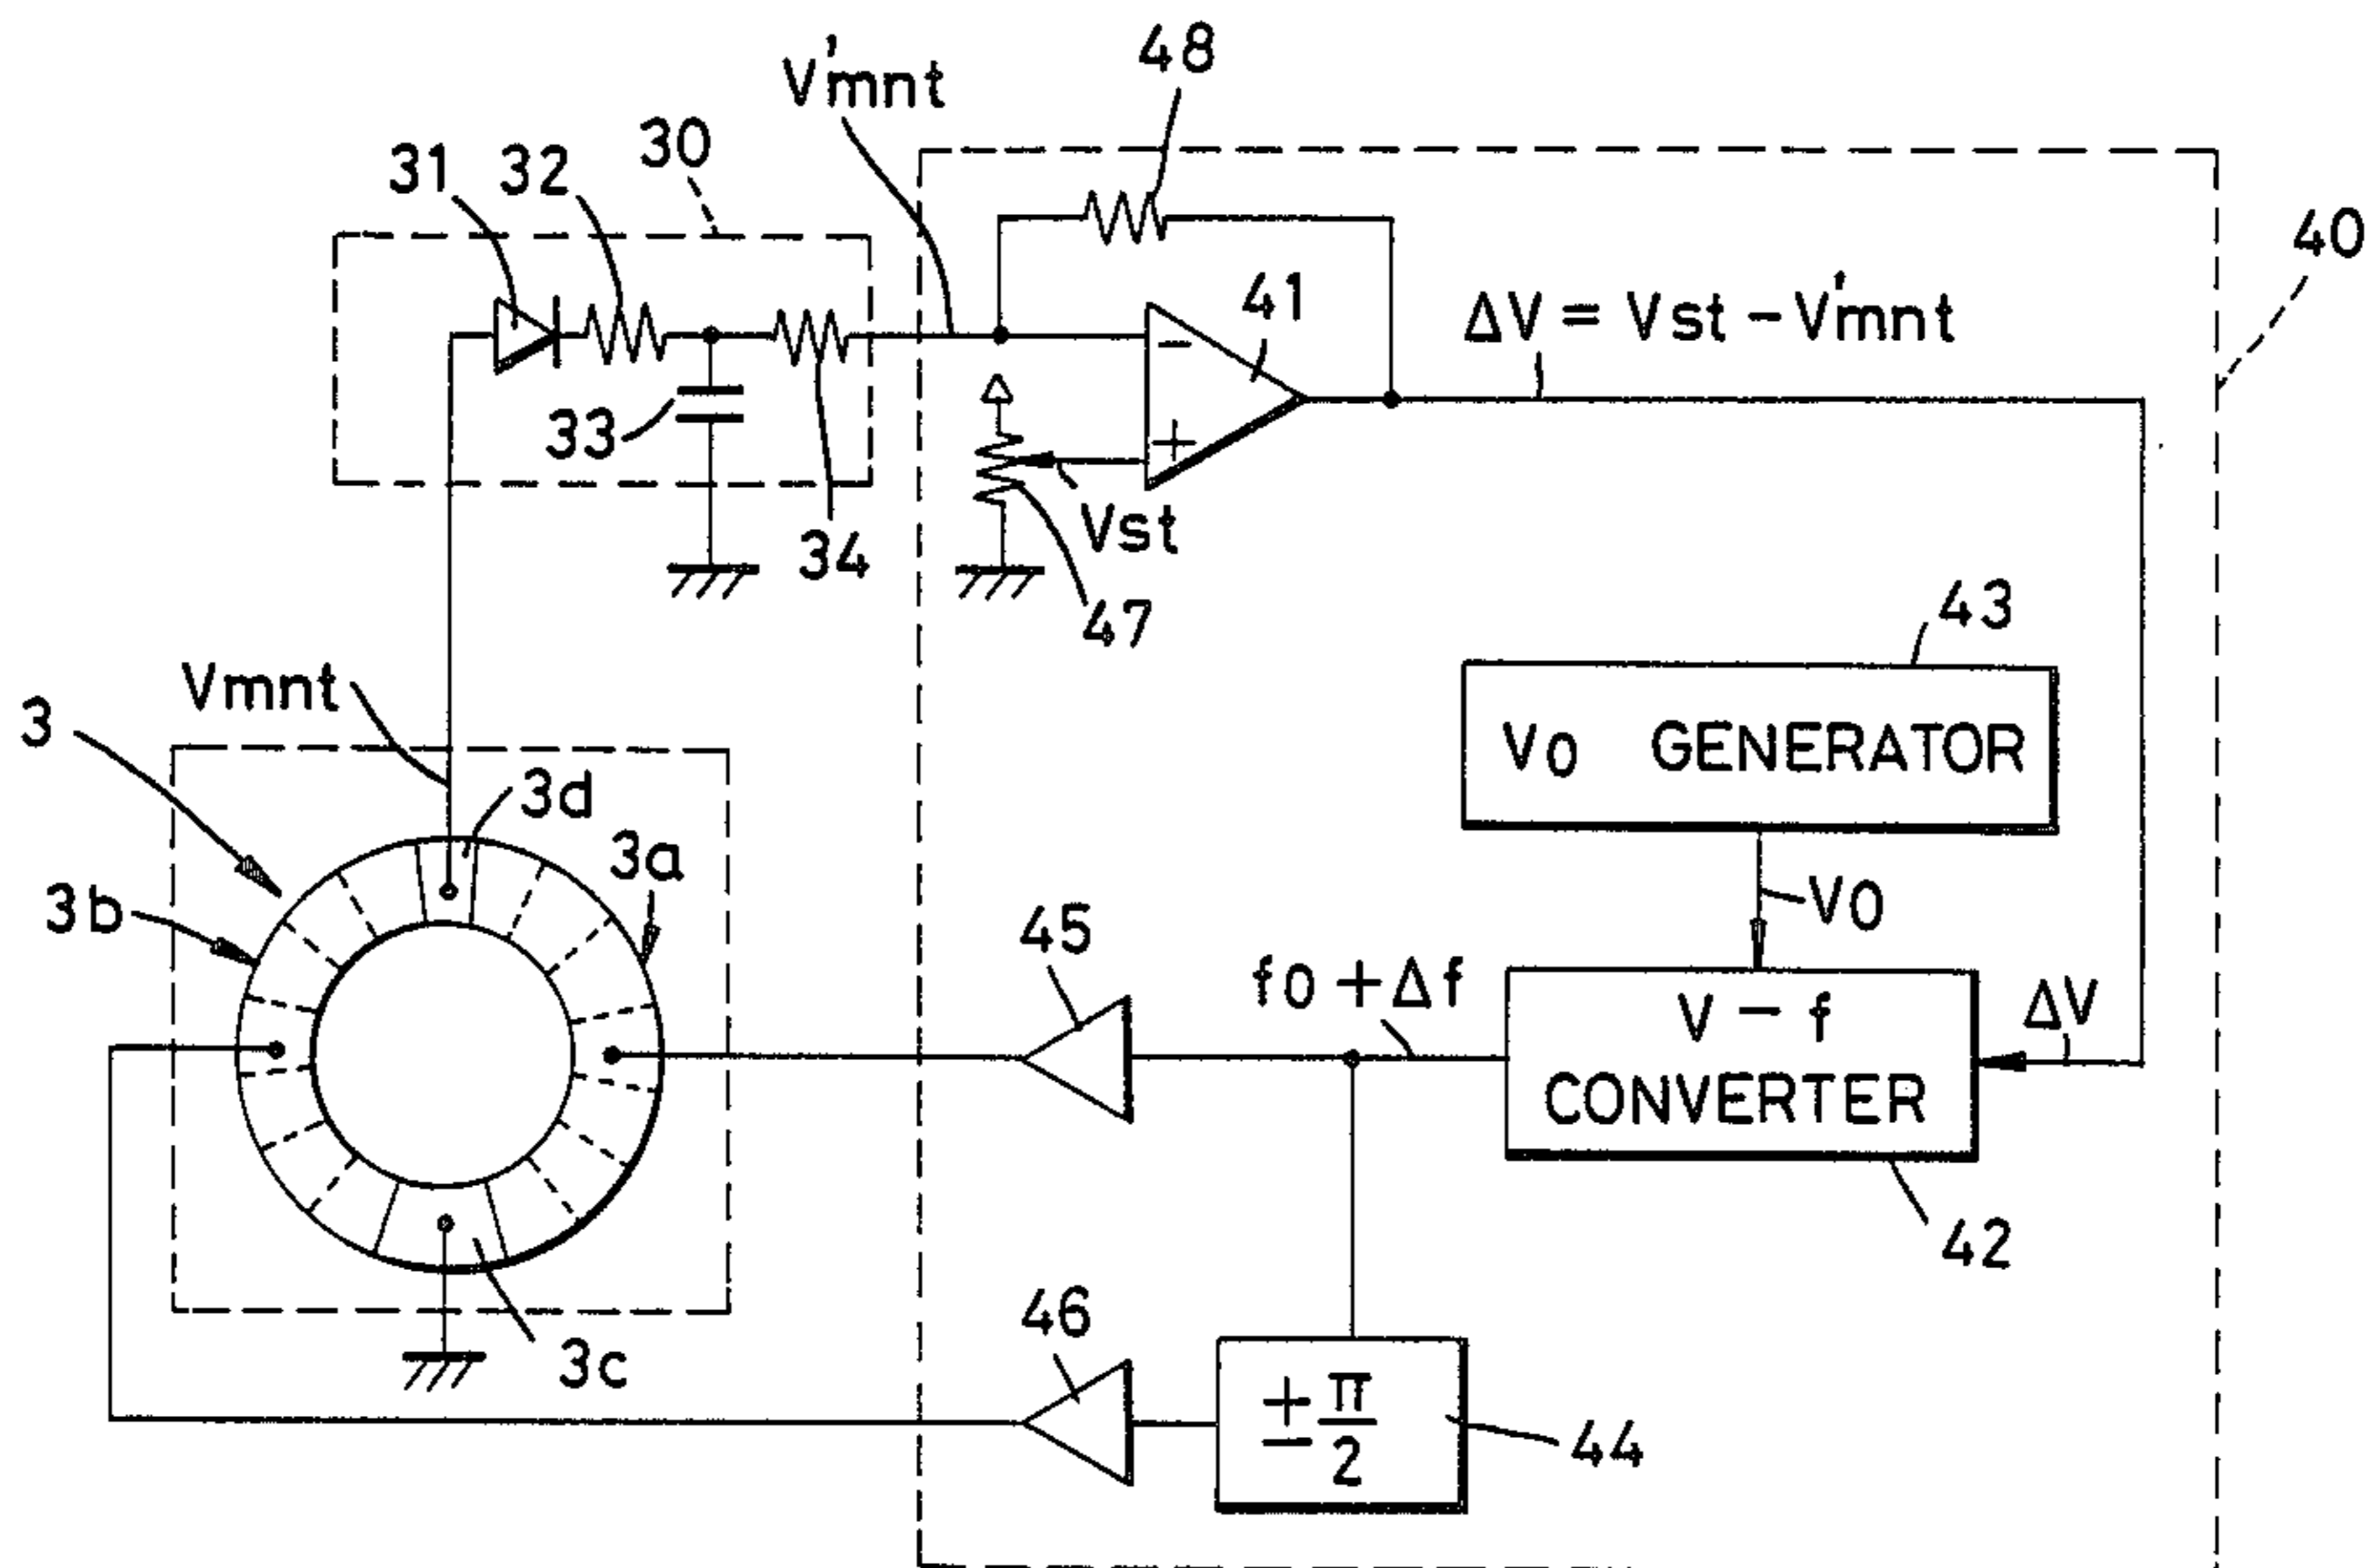 48
V'mnt
30
31
32
40
41
ΔV = Vst - V'mnt
33
Vst
34
47
43
Vmnt
3
V0 GENERATOR
3d
3a
3b
V0
45
f0 + Δf
V - f
CONVERTER
ΔV
42
46
3c
± π/2
44